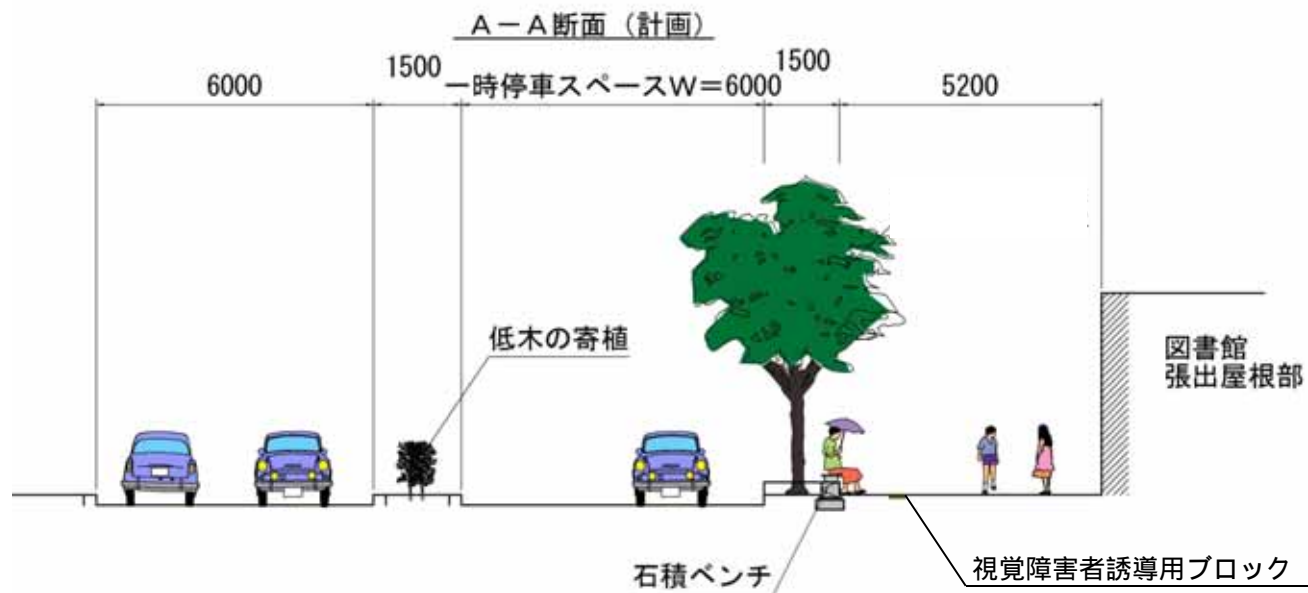 A-A断面（計画）
6000
1500
一時停車スペースW=6000
1500
5200
低木の寄植
図書館
張出屋根部
石積ベンチ
視覚障害者誘導用ブロック